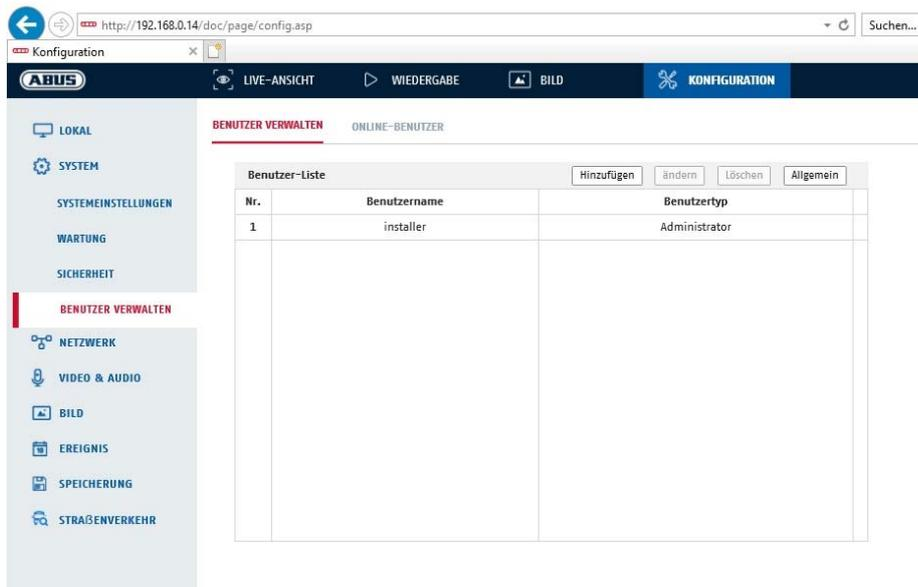 http://192.168.0.14/doc/page/config.asp
Suchen...
Konfiguration
ABUS
LIVE-ANSICHT
WIEDERGABE
BILD
KONFIGURATION
LOKAL
SYSTEM
SYSTEMEINSTELLUNGEN
WARTUNG
SICHERHEIT
BENUTZER VERWALTEN
NETZWERK
VIDEO & AUDIO
BILD
EREIGNIS
SPEICHERUNG
STRAßENVERKEHR
BENUTZER VERWALTEN
ONLINE-BENUTZER
Benutzer-Liste
Hinzufügen
ändern
Löschen
Allgemein
Nr. Benutzername Benutzertyp
1 installer Administrator